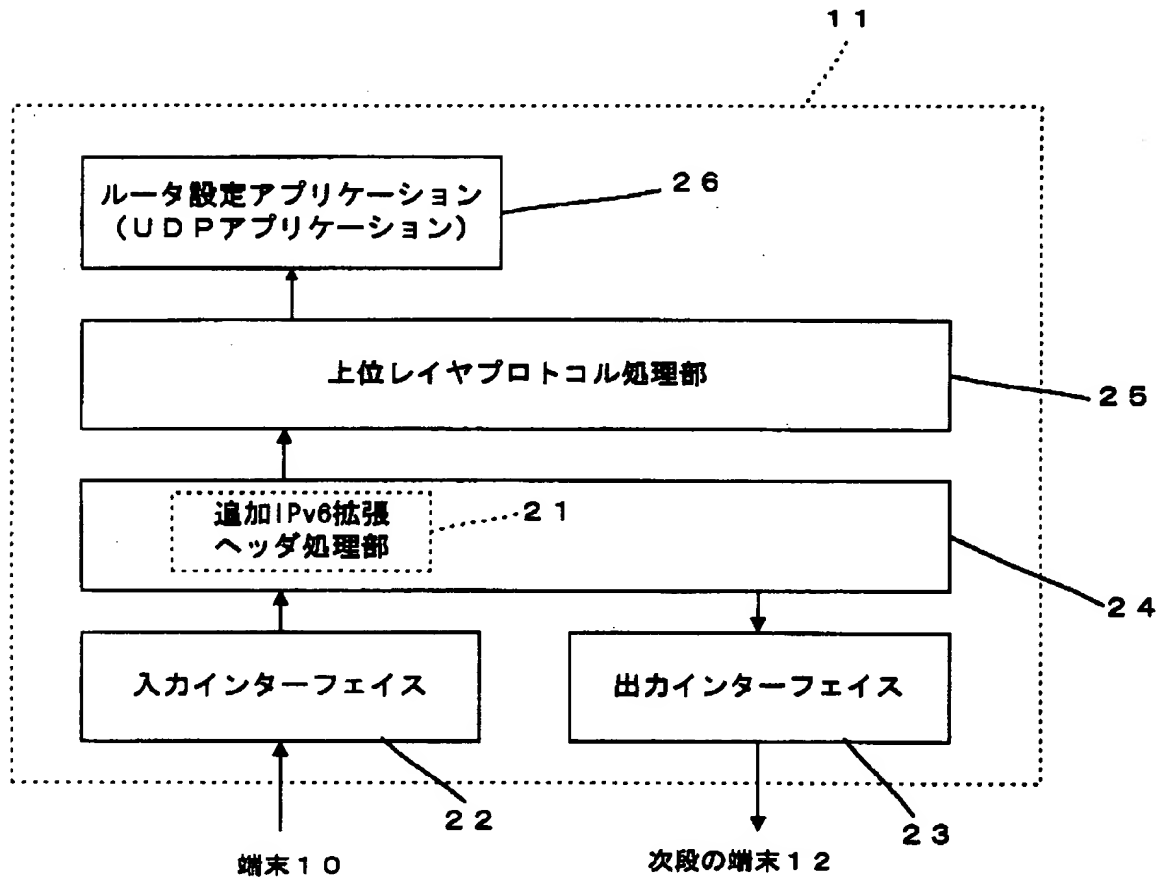 １１
ルータ設定アプリケーション
（ＵＤＰアプリケーション）
２６
上位レイヤプロトコル処理部
２５
追加IPv6拡張
ヘッダ処理部
２１
２４
入力インターフェイス
出力インターフェイス
２２
２３
端末１０
次段の端末１２